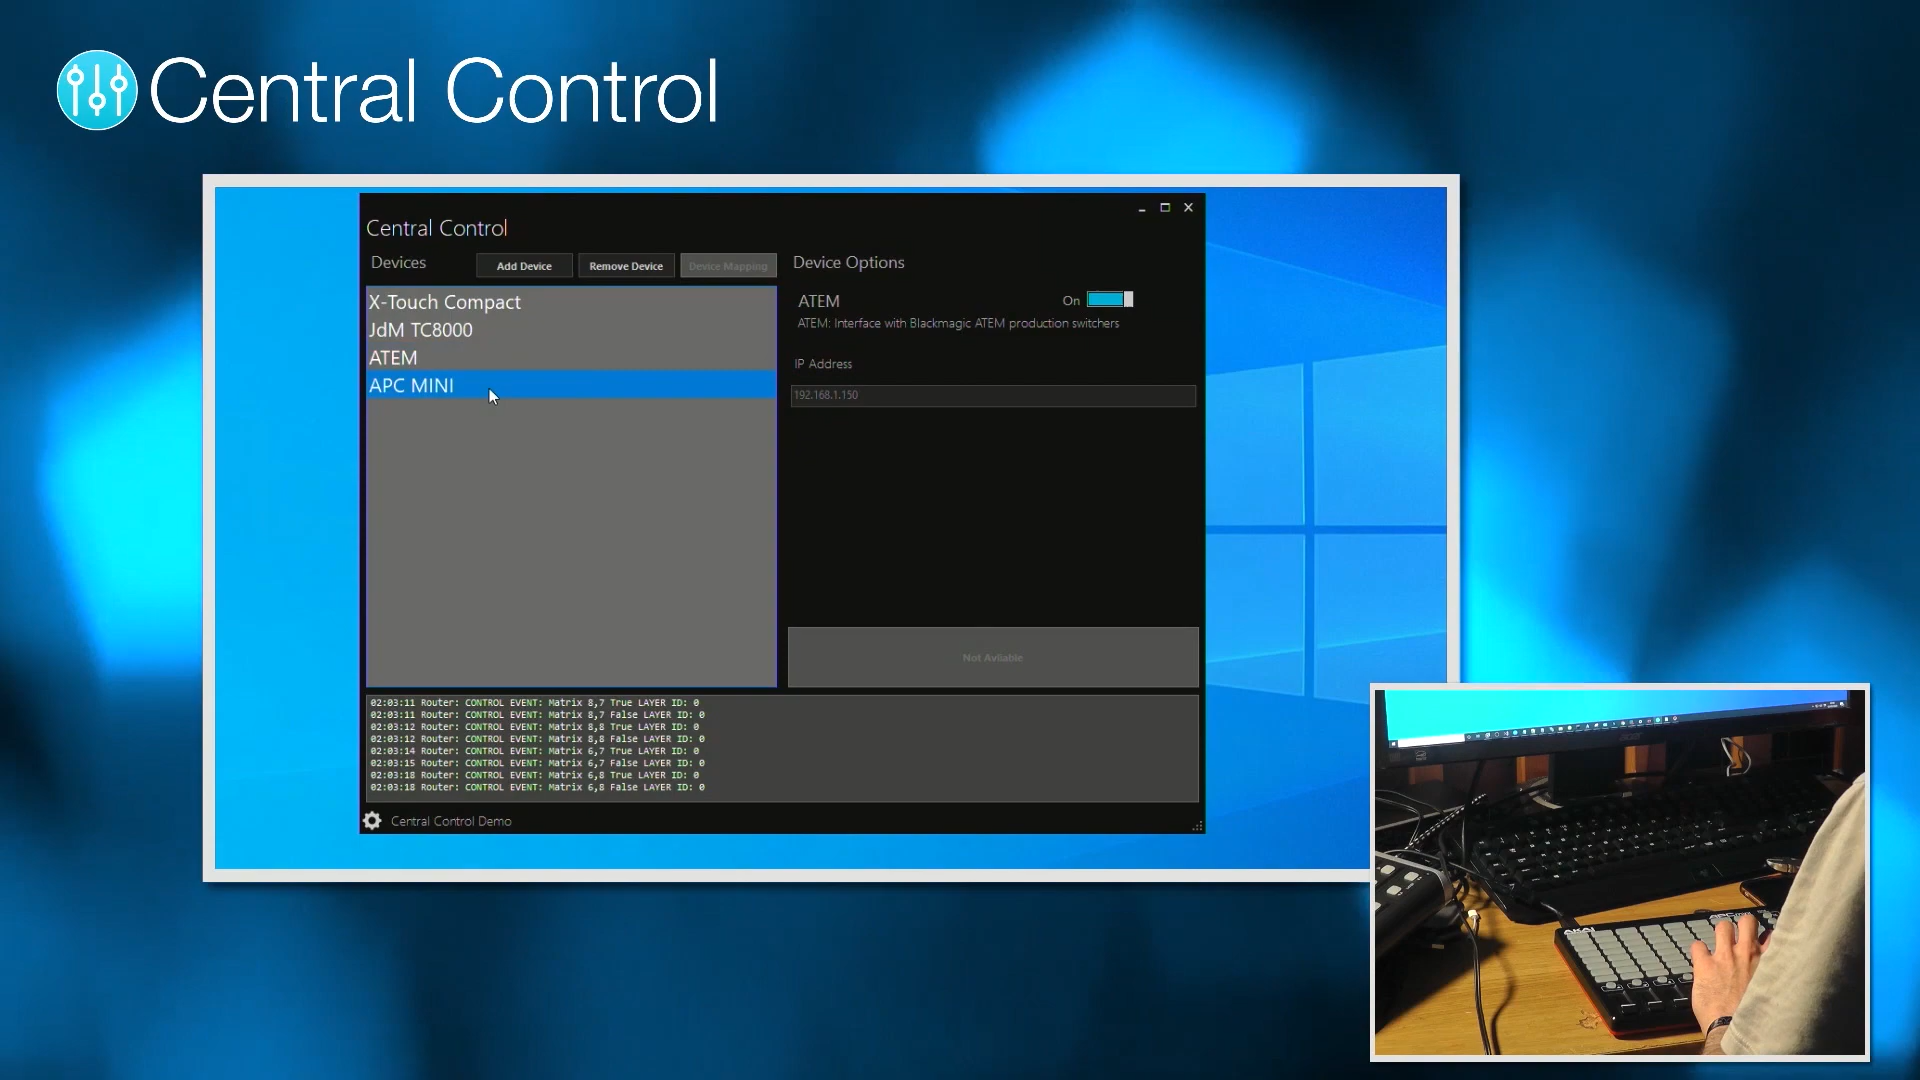 Central Control
Central Control
Devices
Add Device
Remove Device
Device Mapping
Device Options
X-Touch Compact
JdM TC8000
ATEM
APC MINI
ATEM
On
ATEM: Interface with Blackmagic ATEM production switchers
IP Address
192.168.1.150
Not Avliable
02:03:11 Router: CONTROL EVENT: Matrix 8,7 True LAYER ID: 0
02:03:11 Router: CONTROL EVENT: Matrix 8,7 False LAYER ID: 0
02:03:12 Router: CONTROL EVENT: Matrix 8,8 True LAYER ID: 0
02:03:12 Router: CONTROL EVENT: Matrix 8,8 False LAYER ID: 0
02:03:14 Router: CONTROL EVENT: Matrix 6,7 True LAYER ID: 0
02:03:15 Router: CONTROL EVENT: Matrix 6,7 False LAYER ID: 0
02:03:18 Router: CONTROL EVENT: Matrix 6,8 True LAYER ID: 0
02:03:18 Router: CONTROL EVENT: Matrix 6,8 False LAYER ID: 0
Central Control Demo
AKAI
APC